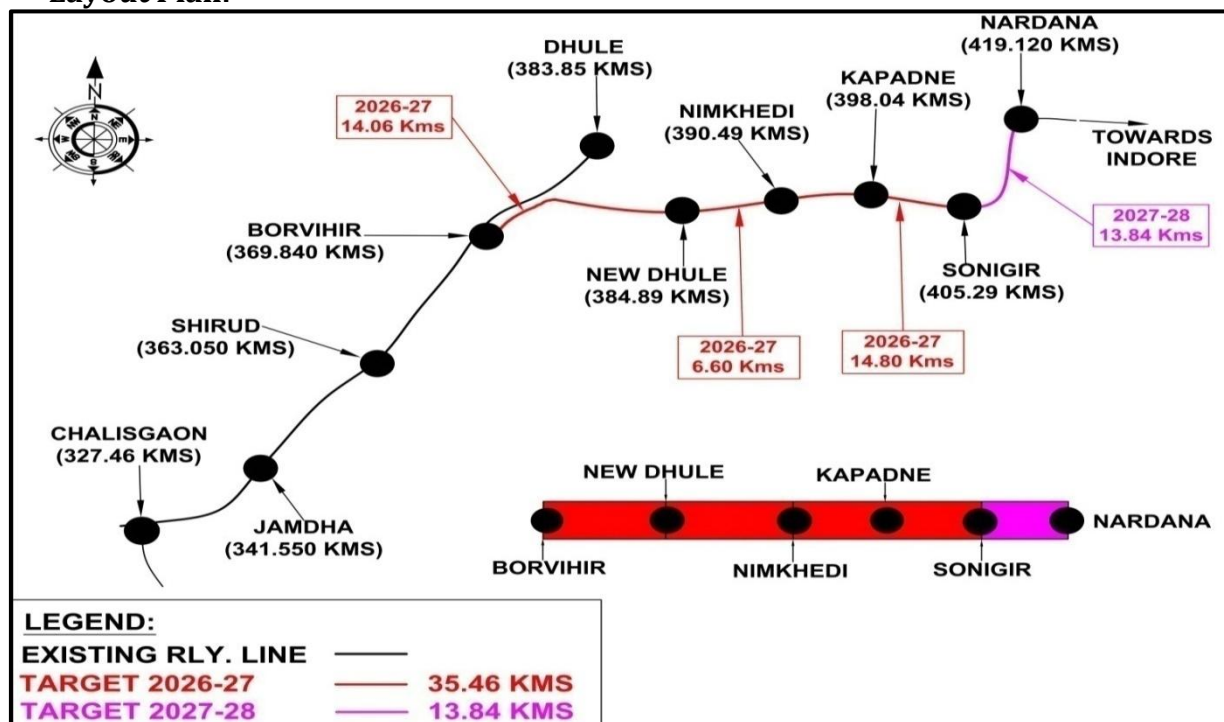 Layout Plan:
NARDANA
(419.120 KMS)
DHULE
(383.85 KMS)
KAPADNE
(398.04 KMS)
NIMKHEDI
(390.49 KMS)
2026-27
14.06 Kms
TOWARDS
INDORE
N
NE
E
SE
S
SW
W
NW
BORVIHIR
(369.840 KMS)
2027-28
13.84 Kms
NEW DHULE
(384.89 KMS)
SONIGIR
(405.29 KMS)
SHIRUD
(363.050 KMS)
2026-27
6.60 Kms
2026-27
14.80 Kms
CHALISGAON
(327.46 KMS)
JAMDHA
(341.550 KMS)
NEW DHULE
KAPADNE
NARDANA
BORVIHIR
NIMKHEDI
SONIGIR
LEGEND:
EXISTING RLY. LINE
TARGET 2026-27 35.46 KMS
TARGET 2027-28 13.84 KMS